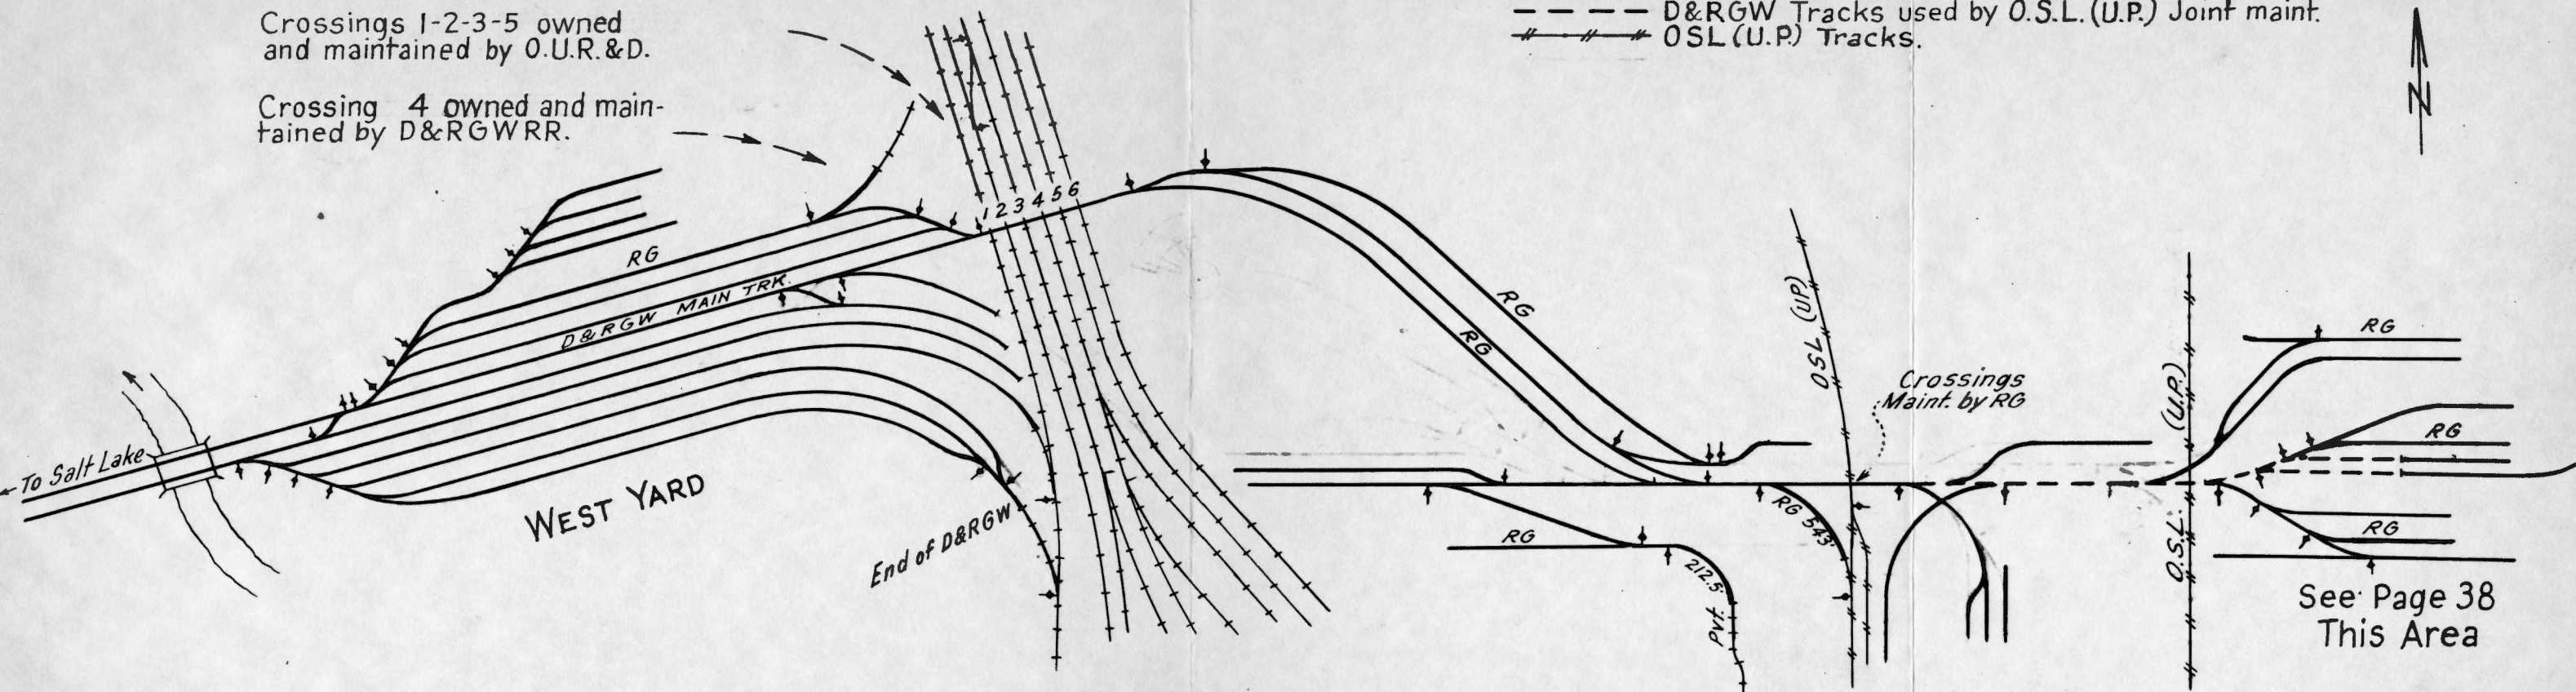 Crossings 1-2-3-5 owned
and maintained by O.U.R.&D.
Crossing 4 owned and main-
tained by D&RGWRR.
D&RGW Tracks used by O.S.L.(U.P.) Joint maint.
OSL(U.P.) Tracks.
N
1 2 3 4 5 6
RG
D&RGW MAIN TRK.
To Salt Lake
WEST YARD
End of D&RGW
RG
RG
OSL (UP)
Crossings
Maint. by RG
RG 543'
RG
212.5'
Pvt.
(U.P.)
O.S.L.
RG
RG
RG
See Page 38
This Area